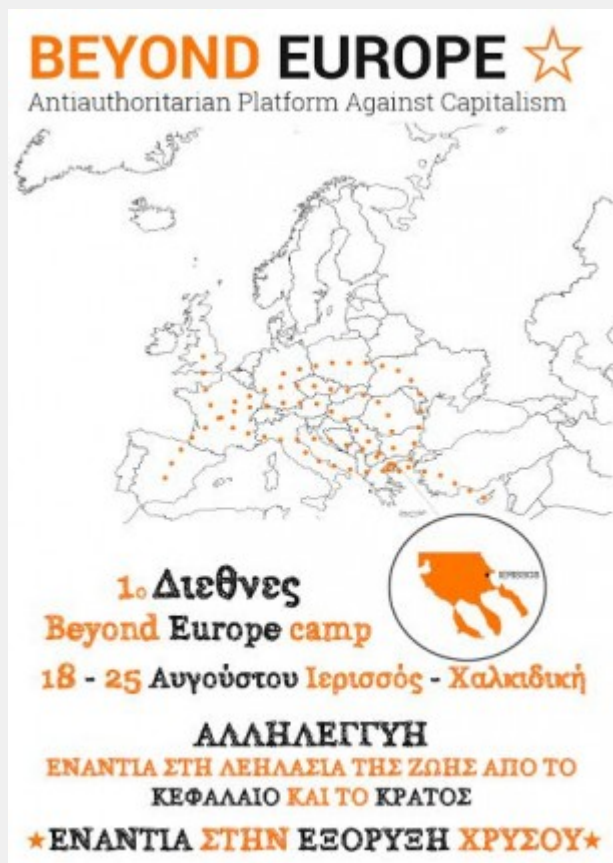 BEYOND EUROPE
Antiauthoritarian Platform Against Capitalism
1ο Διεθνες
Beyond Europe camp
18 - 25 Αυγούστου Ιερισσός - Χαλκιδική
ΑΛΛΗΛΕΓΓΥΗ
ΕΝΑΝΤΙΑ ΣΤΗ ΛΕΗΛΑΣΙΑ ΤΗΣ ΖΩΗΣ ΑΠΟ ΤΟ
ΚΕΦΑΛΑΙΟ ΚΑΙ ΤΟ ΚΡΑΤΟΣ
★ΕΝΑΝΤΙΑ ΣΤΗΝ ΕΞΟΡΥΞΗ ΧΡΥΣΟΥ★